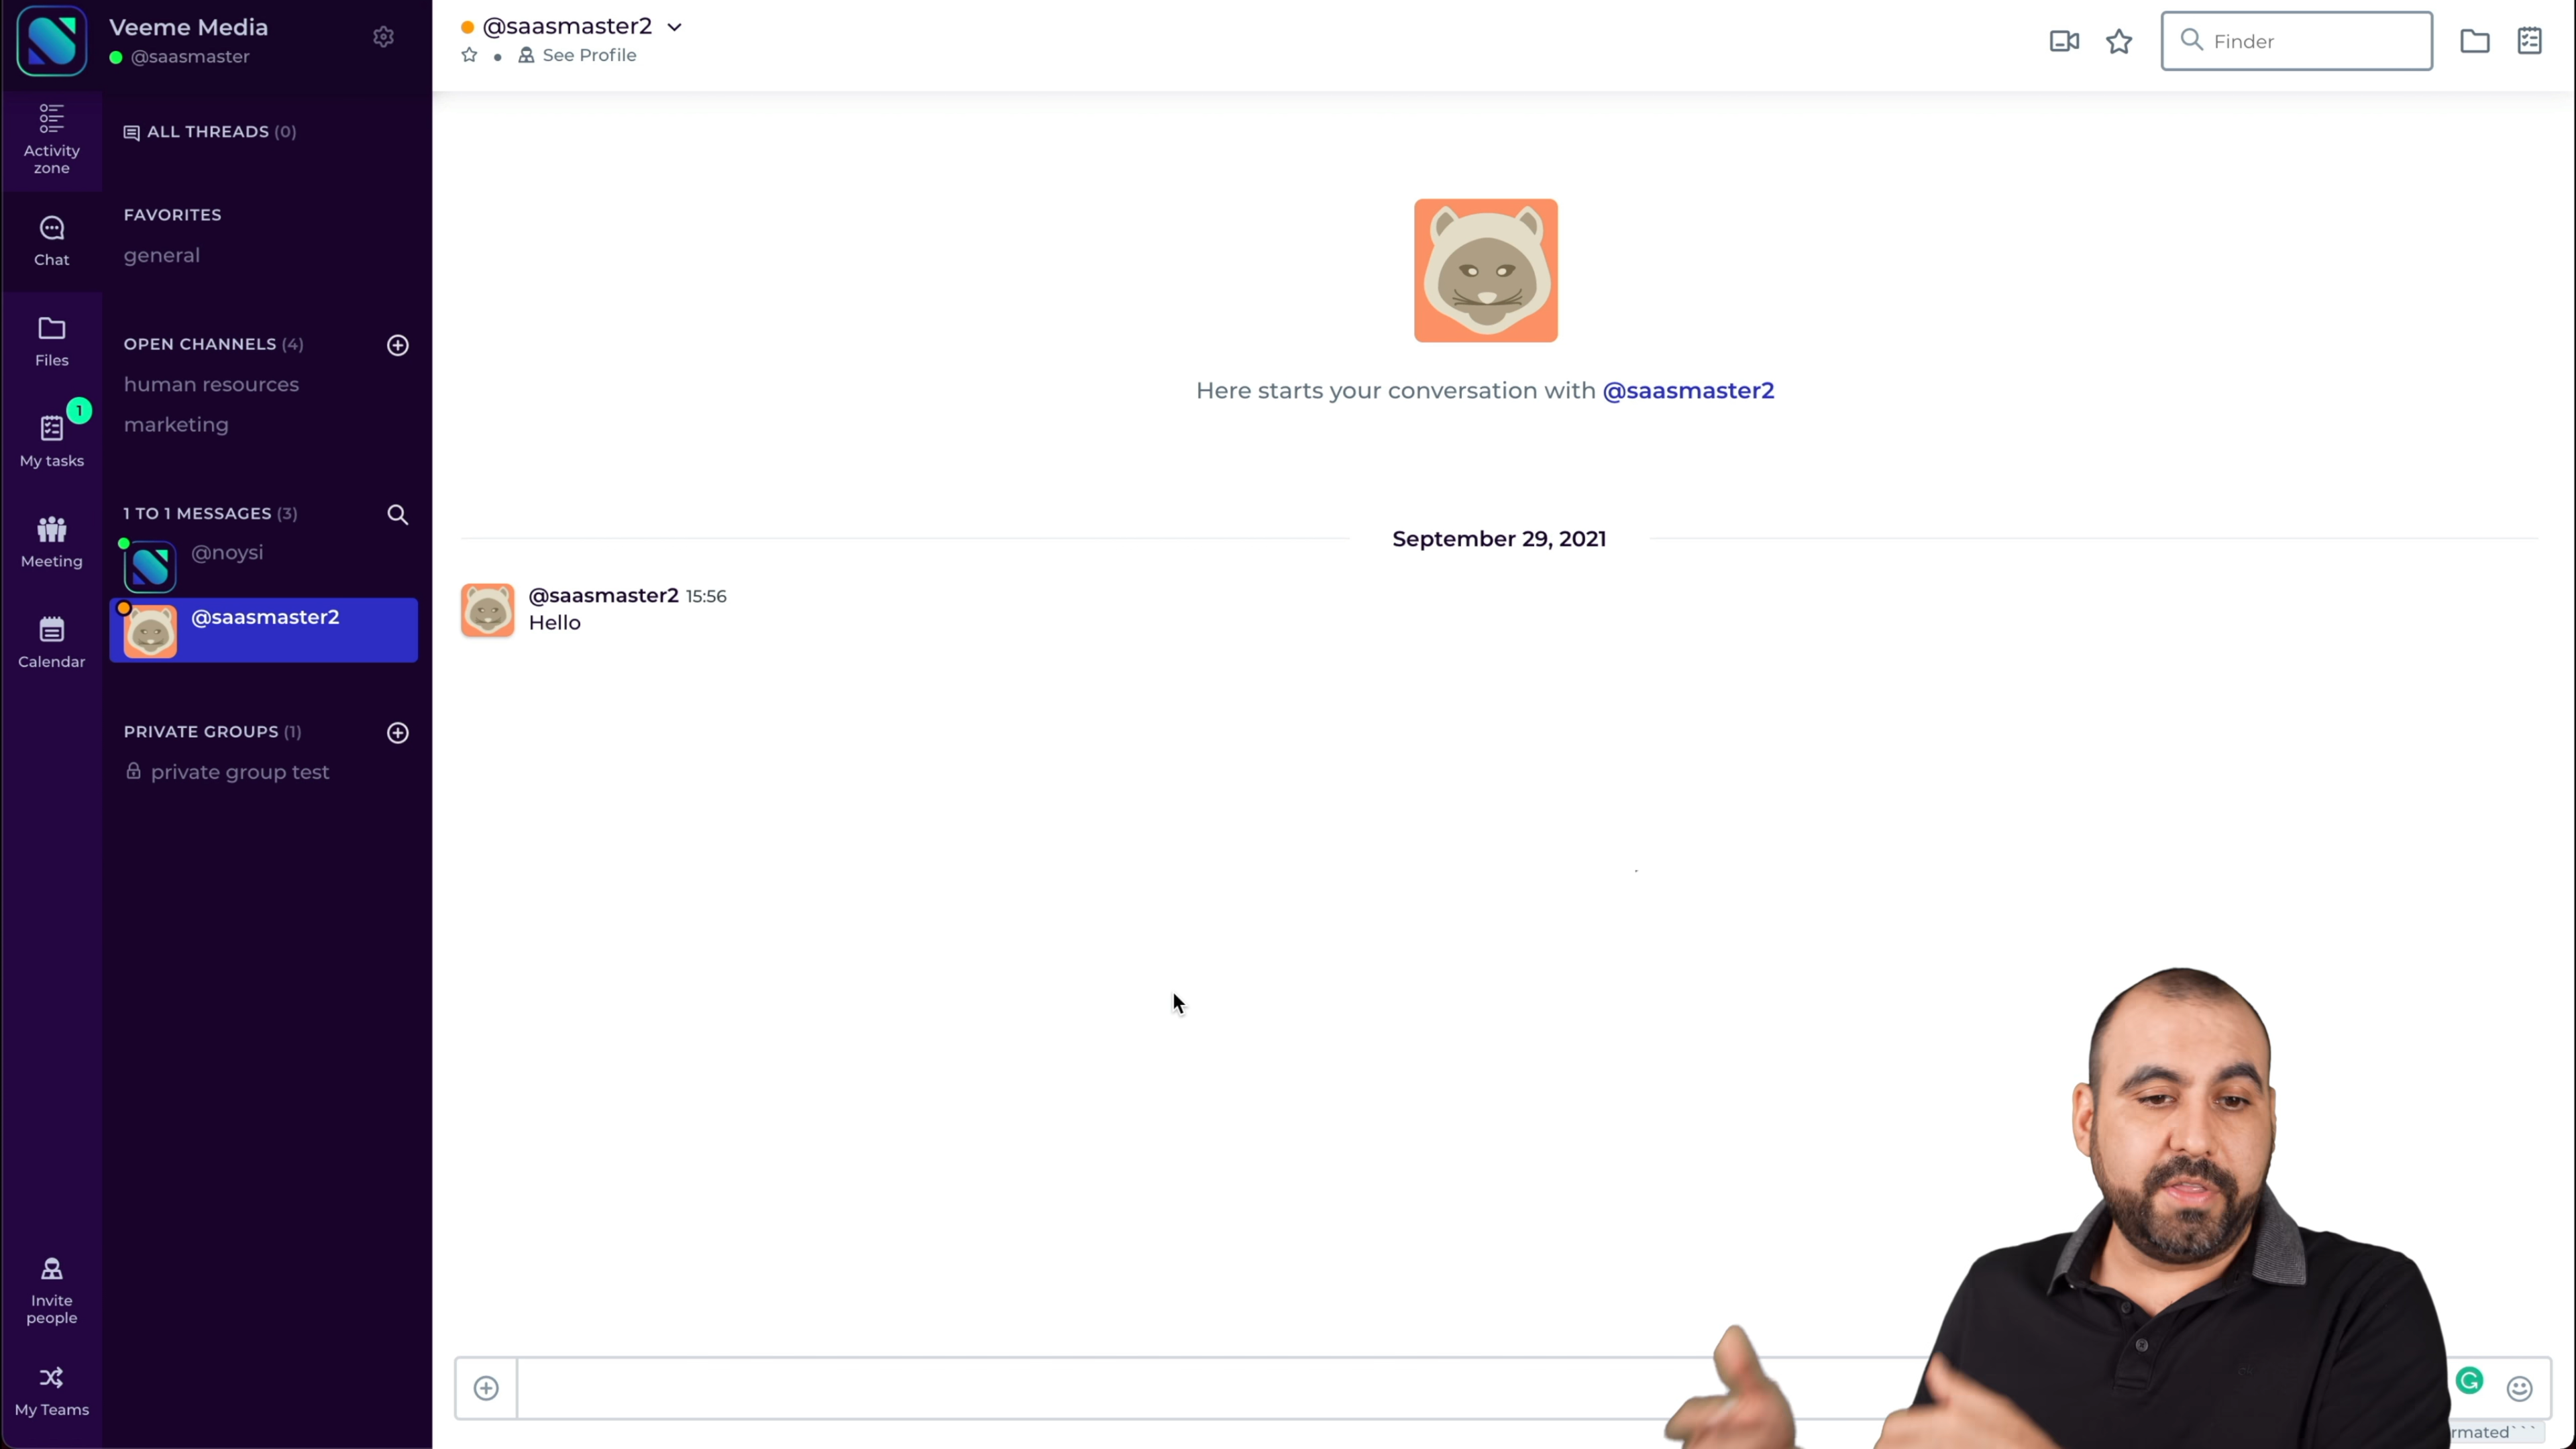 Veeme Media
@saasmaster
Activity
zone
Chat
Files
1
My tasks
Meeting
Calendar
Invite
people
My Teams
ALL THREADS (0)
FAVORITES
general
OPEN CHANNELS (4)
human resources
marketing
1 TO 1 MESSAGES (3)
@noysi
@saasmaster2
PRIVATE GROUPS (1)
private group test
@saasmaster2
See Profile
Finder
Here starts your conversation with @saasmaster2
September 29, 2021
@saasmaster2 15:56
Hello
rmated```